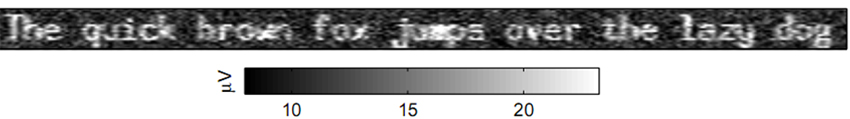 The quick brown fox jumps over the lazy dog
μV
10 15 20